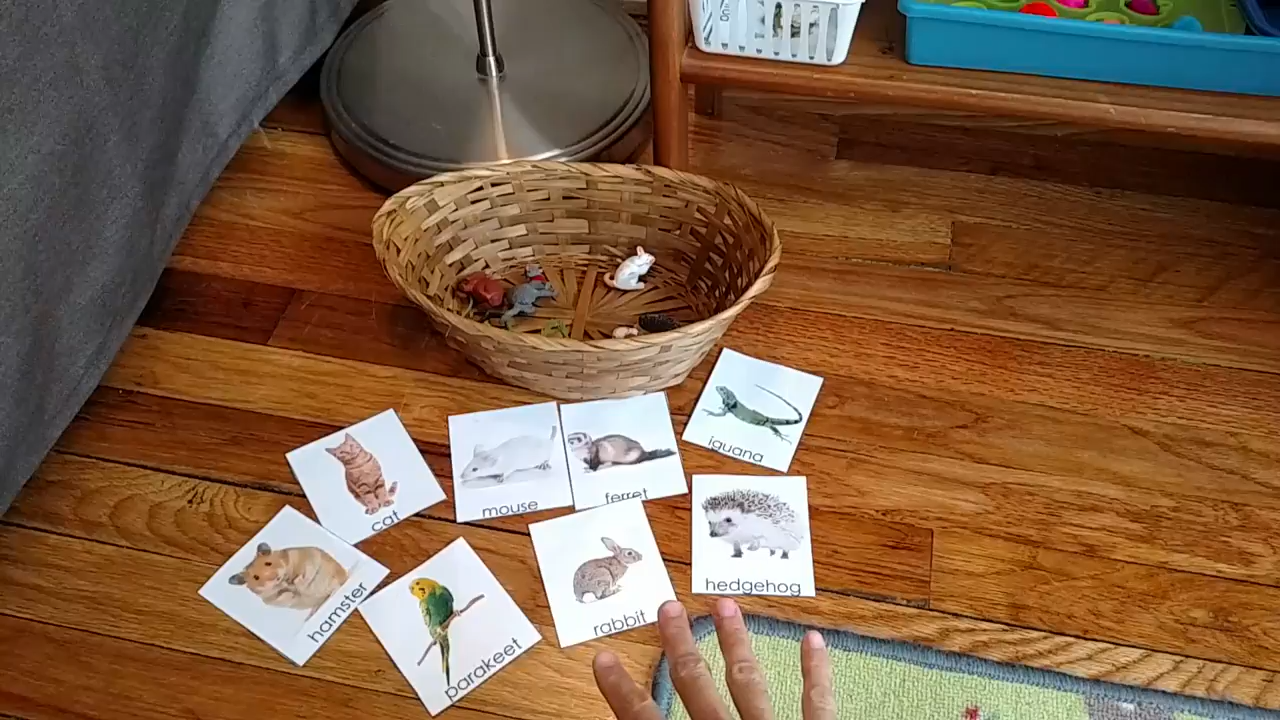 iguana
cat
mouse
ferret
hedgehog
hamster
parakeet
rabbit